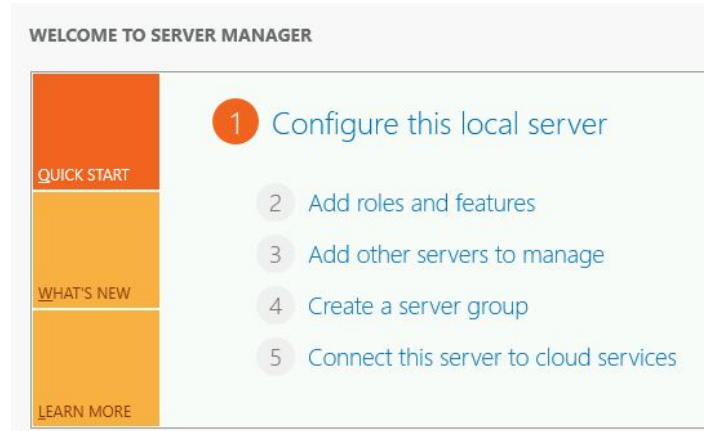 WELCOME TO SERVER MANAGER
QUICK START
1 Configure this local server
2 Add roles and features
3 Add other servers to manage
WHAT'S NEW
4 Create a server group
5 Connect this server to cloud services
LEARN MORE